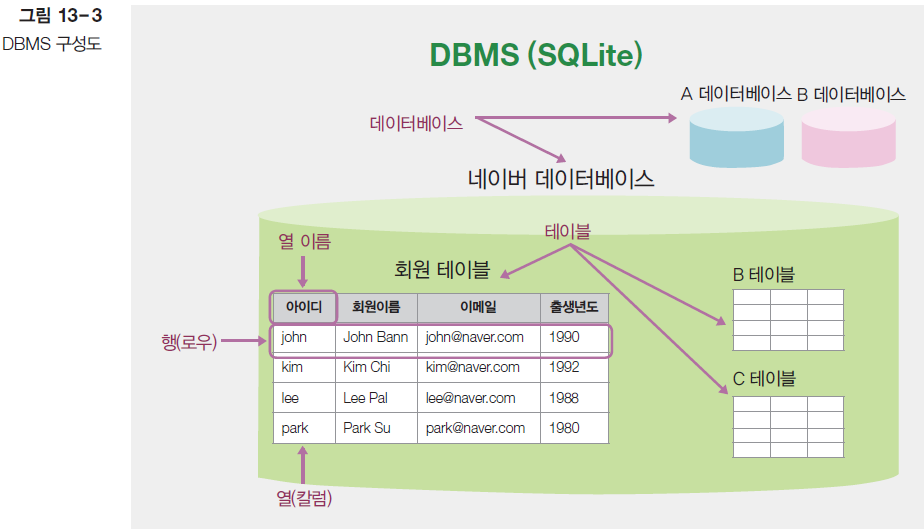 그림 13-3
DBMS 구성도
DBMS (SQLite)
A 데이터베이스 B 데이터베이스
데이터베이스
네이버 데이터베이스
테이블
열 이름
회원 테이블
B 테이블
아이디 회원이름 이메일 출생년도
행(로우)
john John Bann john@naver.com 1990
kim Kim Chi kim@naver.com 1992
C 테이블
lee Lee Pal lee@naver.com 1988
park Park Su park@naver.com 1980
열(칼럼)